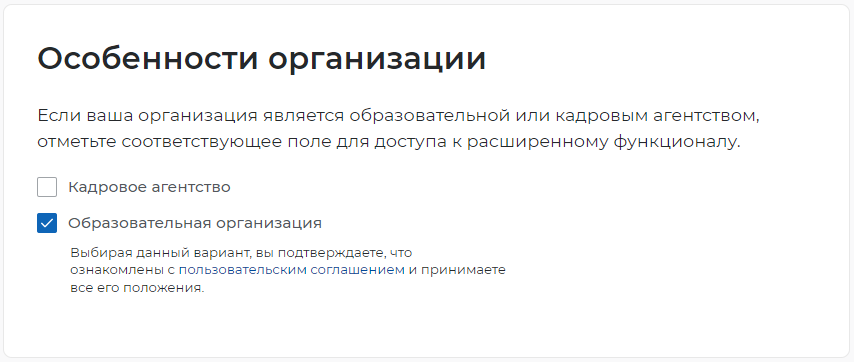 Особенности организации
Если ваша организация является образовательной или кадровым агентством,
отметьте соответствующее поле для доступа к расширенному функционалу.
Кадровое агентство
Образовательная организация
Выбирая данный вариант, вы подтверждаете, что
ознакомлены с пользовательским соглашением и принимаете
все его положения.